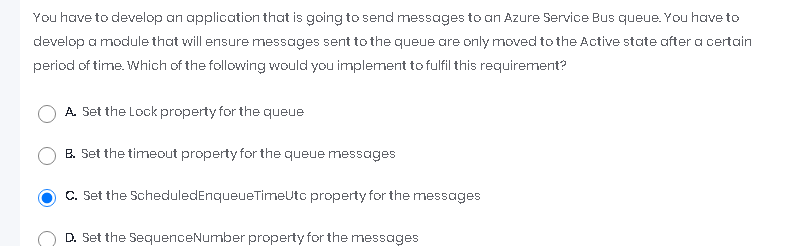 You have to develop an application that is going to send messages to an Azure Service Bus queue. You have to
develop a module that will ensure messages sent to the queue are only moved to the Active state after a certain
period of time. Which of the following would you implement to fulfil this requirement?
A. Set the Lock property for the queue
B. Set the timeout property for the queue messages
C. Set the ScheduledEnqueueTimeUtc property for the messages
D. Set the SequenceNumber property for the messages